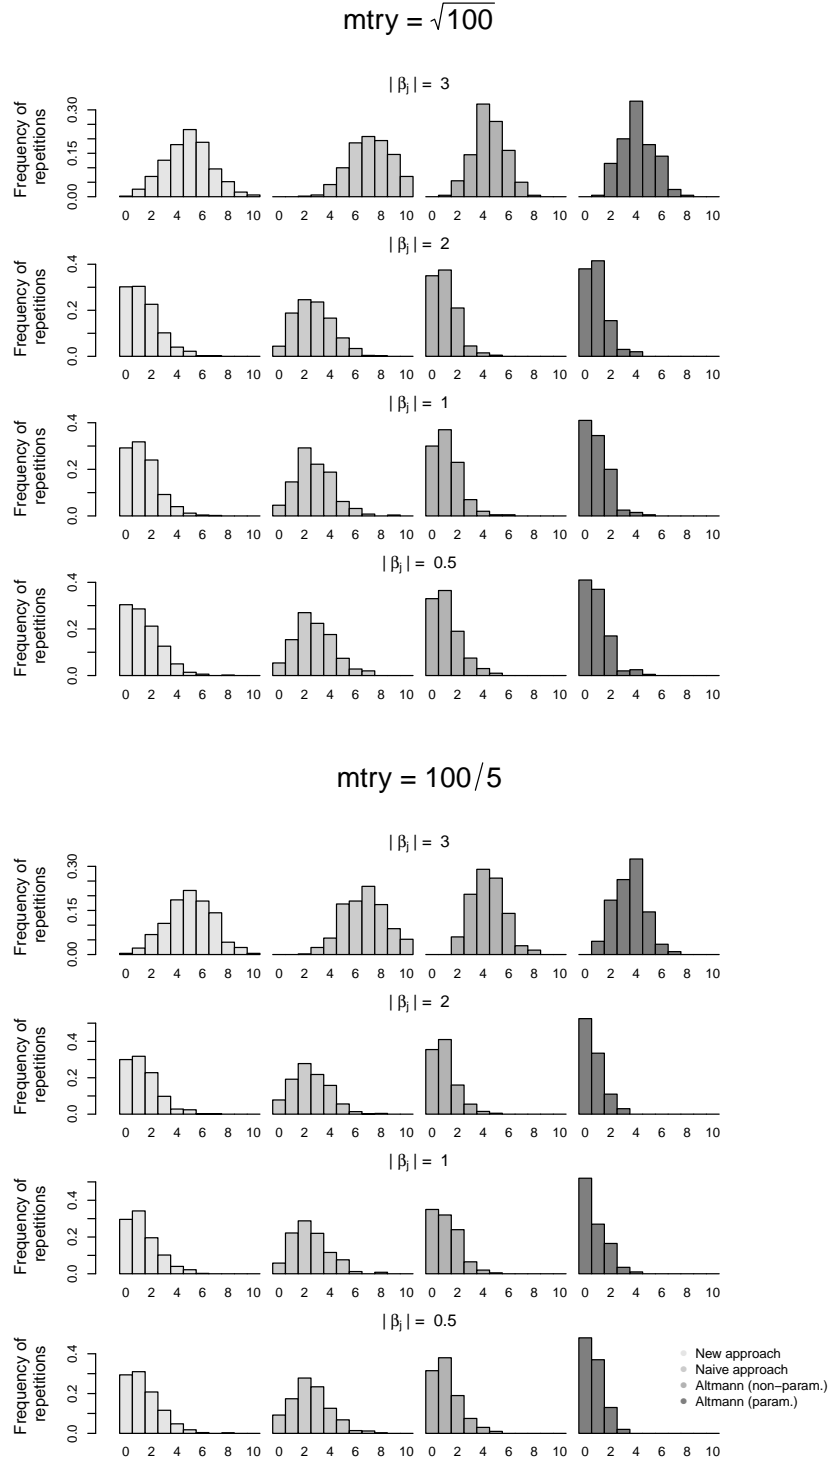 mtry = √100
| βj | = 3
Frequency of
repetitions
0.00 0.15 0.30
0 2 4 6 8 10 0 2 4 6 8 10 0 2 4 6 8 10 0 2 4 6 8 10
| βj | = 2
Frequency of
repetitions
0.0 0.2 0.4
0 2 4 6 8 10 0 2 4 6 8 10 0 2 4 6 8 10 0 2 4 6 8 10
| βj | = 1
Frequency of
repetitions
0.0 0.2 0.4
0 2 4 6 8 10 0 2 4 6 8 10 0 2 4 6 8 10 0 2 4 6 8 10
| βj | = 0.5
Frequency of
repetitions
0.0 0.2 0.4
0 2 4 6 8 10 0 2 4 6 8 10 0 2 4 6 8 10 0 2 4 6 8 10
mtry = 100/5
| βj | = 3
Frequency of
repetitions
0.00 0.15 0.30
0 2 4 6 8 10 0 2 4 6 8 10 0 2 4 6 8 10 0 2 4 6 8 10
| βj | = 2
Frequency of
repetitions
0.0 0.2 0.4
0 2 4 6 8 10 0 2 4 6 8 10 0 2 4 6 8 10 0 2 4 6 8 10
| βj | = 1
Frequency of
repetitions
0.0 0.2 0.4
0 2 4 6 8 10 0 2 4 6 8 10 0 2 4 6 8 10 0 2 4 6 8 10
| βj | = 0.5
Frequency of
repetitions
0.0 0.2 0.4
0 2 4 6 8 10 0 2 4 6 8 10 0 2 4 6 8 10 0 2 4 6 8 10
New approach
Naive approach
Altmann (non−param.)
Altmann (param.)